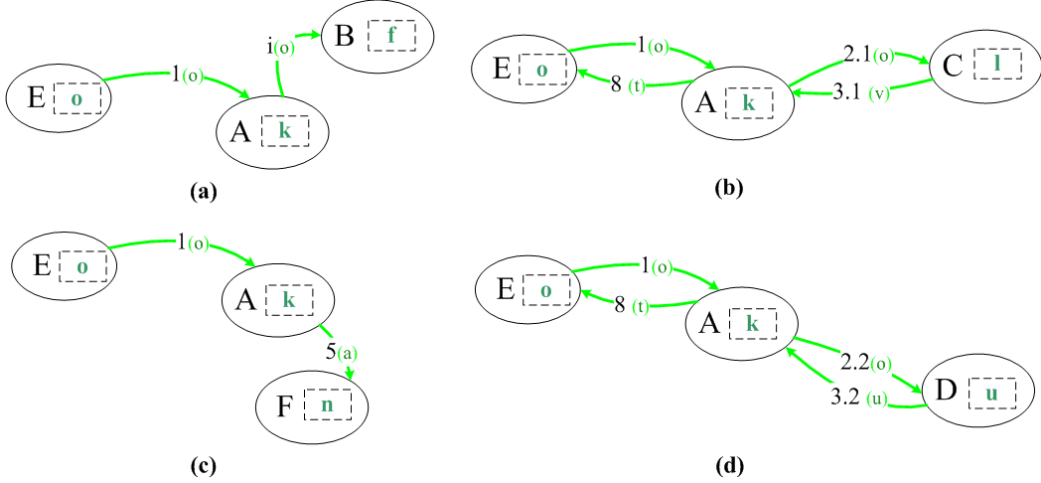 B f
i(o)
E o
1(o)
A k
(a)
E o
1(o)
8 (t)
A k
2.1(o)
3.1 (v)
C l
(b)
E o
1(o)
A k
5(a)
F n
(c)
E o
1(o)
8 (t)
A k
2.2(o)
3.2 (u)
D u
(d)